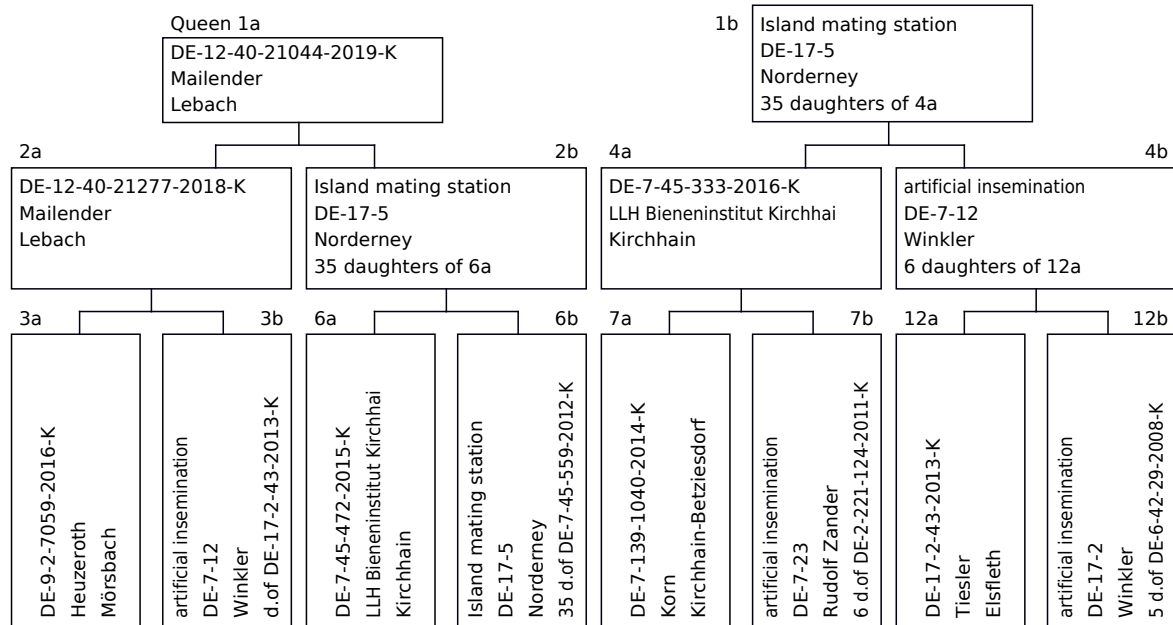 Queen 1a
DE-12-40-21044-2019-K
Mailender
Lebach
1b
Island mating station
DE-17-5
Norderney
35 daughters of 4a
2a
DE-12-40-21277-2018-K
Mailender
Lebach
2b
Island mating station
DE-17-5
Norderney
35 daughters of 6a
4a
DE-7-45-333-2016-K
LLH Bieneninstitut Kirchhai
Kirchhain
4b
artificial insemination
DE-7-12
Winkler
6 daughters of 12a
3a
DE-9-2-7059-2016-K
Heuzeroth
Mörsbach
3b
artificial insemination
DE-7-12
Winkler
d.of DE-17-2-43-2013-K
6a
DE-7-45-472-2015-K
LLH Bieneninstitut Kirchhai
Kirchhain
6b
Island mating station
DE-17-5
Norderney
35 d.of DE-7-45-559-2012-K
7a
DE-7-139-1040-2014-K
Korn
Kirchhain-Betziesdorf
7b
artificial insemination
DE-7-23
Rudolf Zander
6 d.of DE-2-221-124-2011-K
12a
DE-17-2-43-2013-K
Tiesler
Elsfleth
12b
artificial insemination
DE-17-2
Winkler
5 d.of DE-6-42-29-2008-K